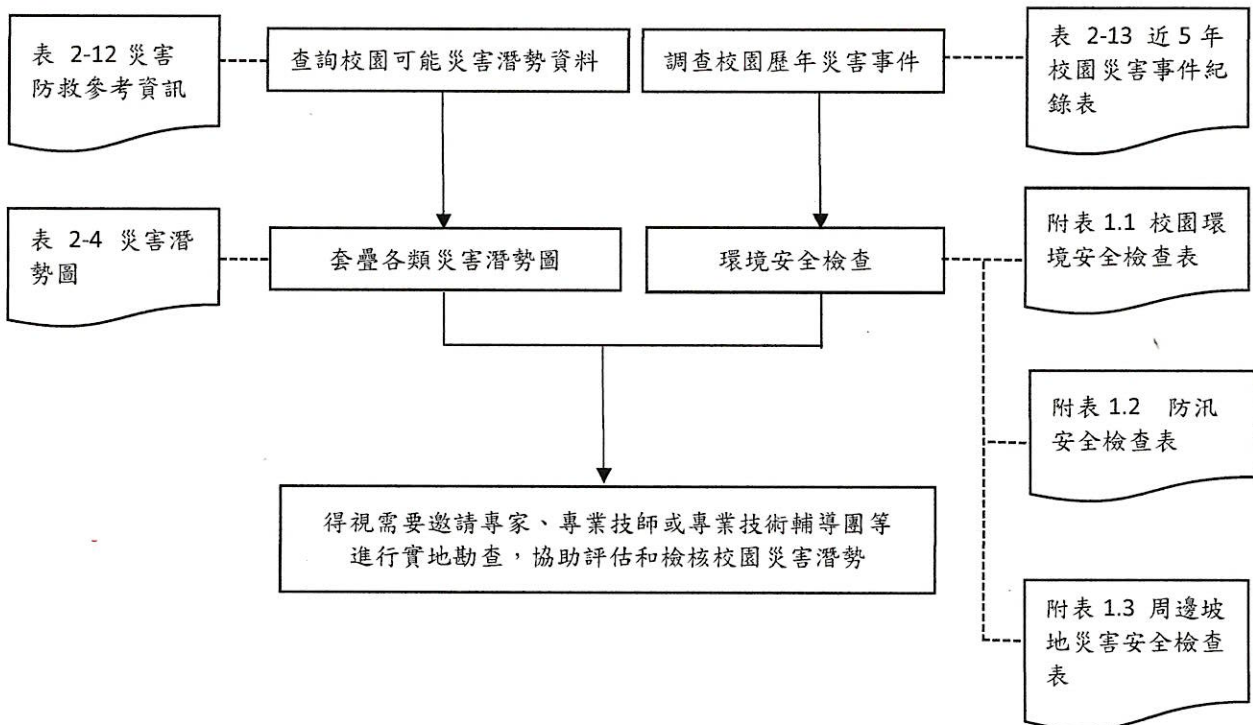 表 2-12 災害
防救參考資訊
查詢校園可能災害潛勢資料
調查校園歷年災害事件
表 2-13 近 5 年
校園災害事件紀
錄表
表 2-4 災害潛
勢圖
套疊各類災害潛勢圖
環境安全檢查
附表 1.1 校園環
境安全檢查表
附表 1.2 防汛
安全檢查表
得視需要邀請專家、專業技師或專業技術輔導團等
進行實地勘查，協助評估和檢核校園災害潛勢
附表 1.3 周邊坡
地災害安全檢查
表